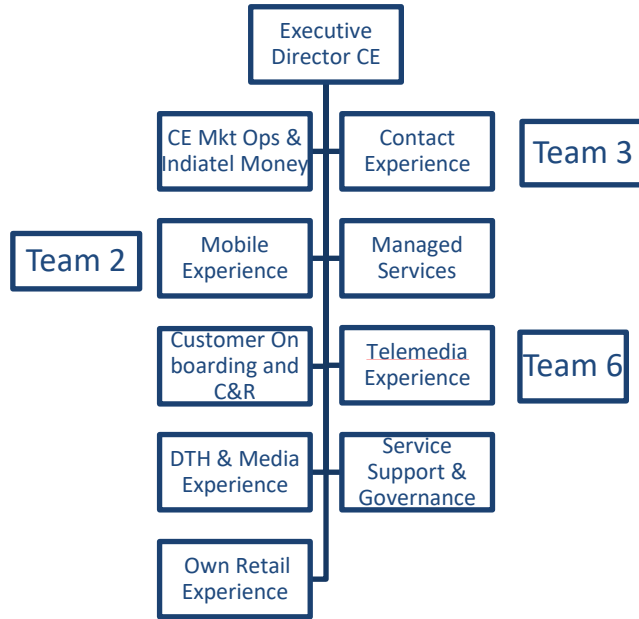 Executive
Director CE
CE Mkt Ops &
Indiatel Money
Contact
Experience
Team 3
Team 2
Mobile
Experience
Managed
Services
Customer On
boarding and
C&R
Telemedia
Experience
Team 6
DTH & Media
Experience
Service
Support &
Governance
Own Retail
Experience